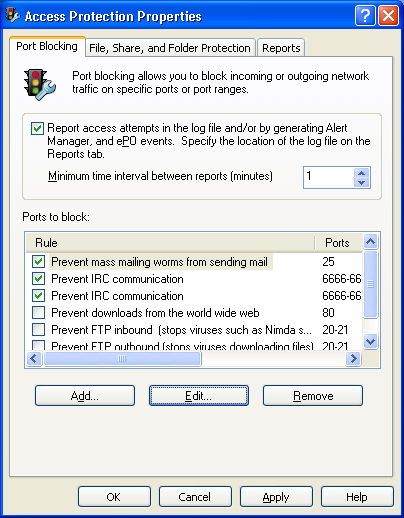 Access Protection Properties
Port Blocking File, Share, and Folder Protection Reports
Port blocking allows you to block incoming or outgoing network
traffic on specific ports or port ranges.
Report access attempts in the log file and/or by generating Alert
Manager, and ePO events. Specify the location of the log file on the
Reports tab.
Minimum time interval between reports (minutes) 1
Ports to block:
Rule Ports
Prevent mass mailing worms from sending mail 25
Prevent IRC communication 6666-66
Prevent IRC communication 6666-66
Prevent downloads from the world wide web 80
Prevent FTP inbound (stops viruses such as Nimda s... 20-21
Prevent FTP outbound (stops viruses downloading files) 20-21
Add... Edit... Remove
OK Cancel Apply Help